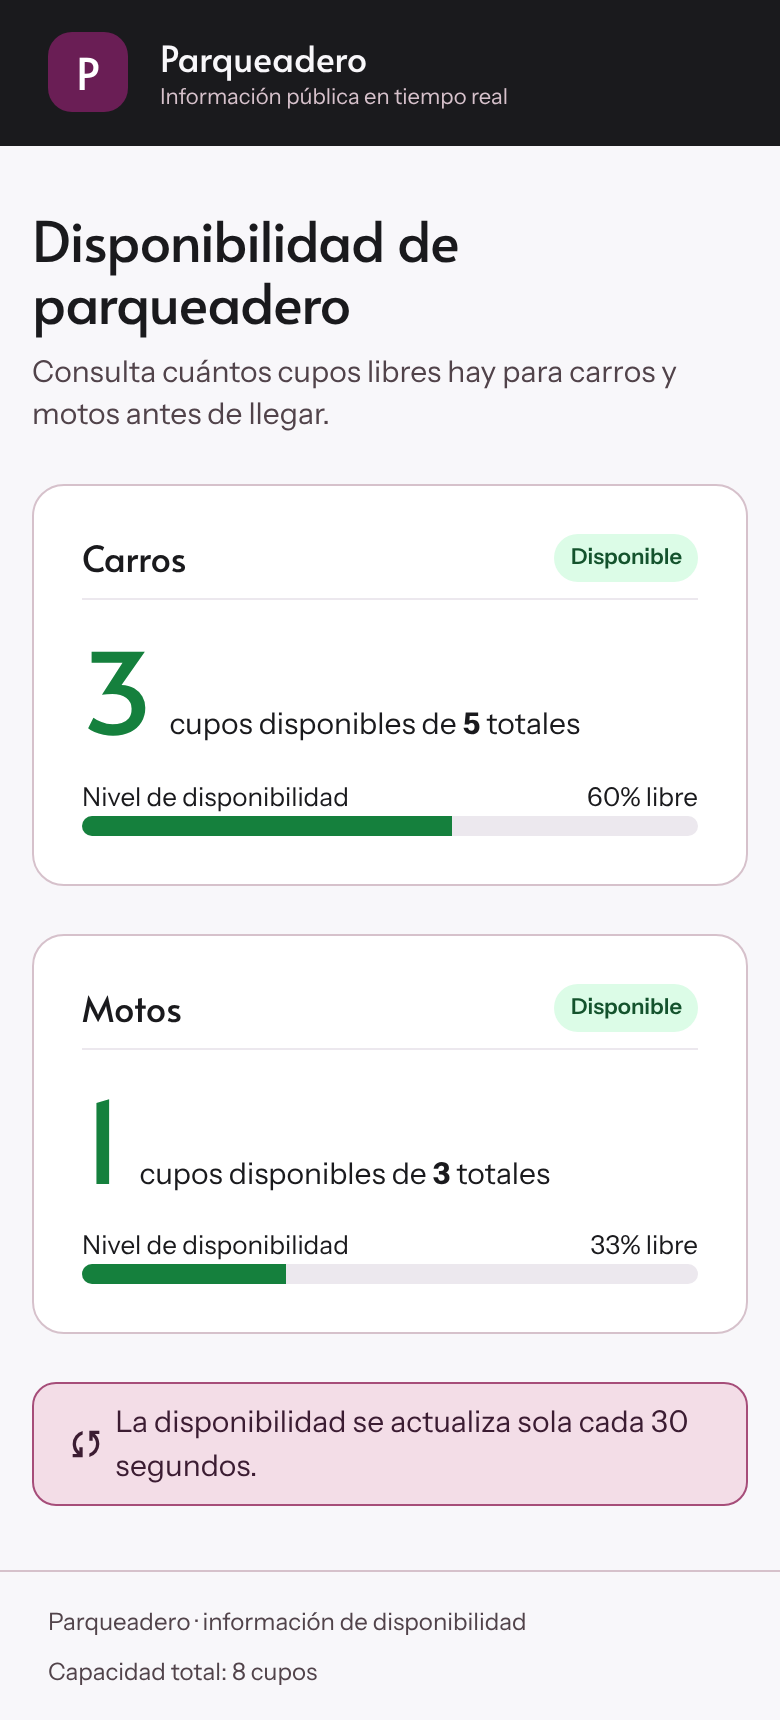 P
Parqueadero
Información pública en tiempo real
Disponibilidad de
parqueadero
Consulta cuántos cupos libres hay para carros y
motos antes de llegar.
Carros
Disponible
3 cupos disponibles de 5 totales
Nivel de disponibilidad
60% libre
Motos
Disponible
1 cupos disponibles de 3 totales
Nivel de disponibilidad
33% libre
La disponibilidad se actualiza sola cada 30
segundos.
Parqueadero · información de disponibilidad
Capacidad total: 8 cupos